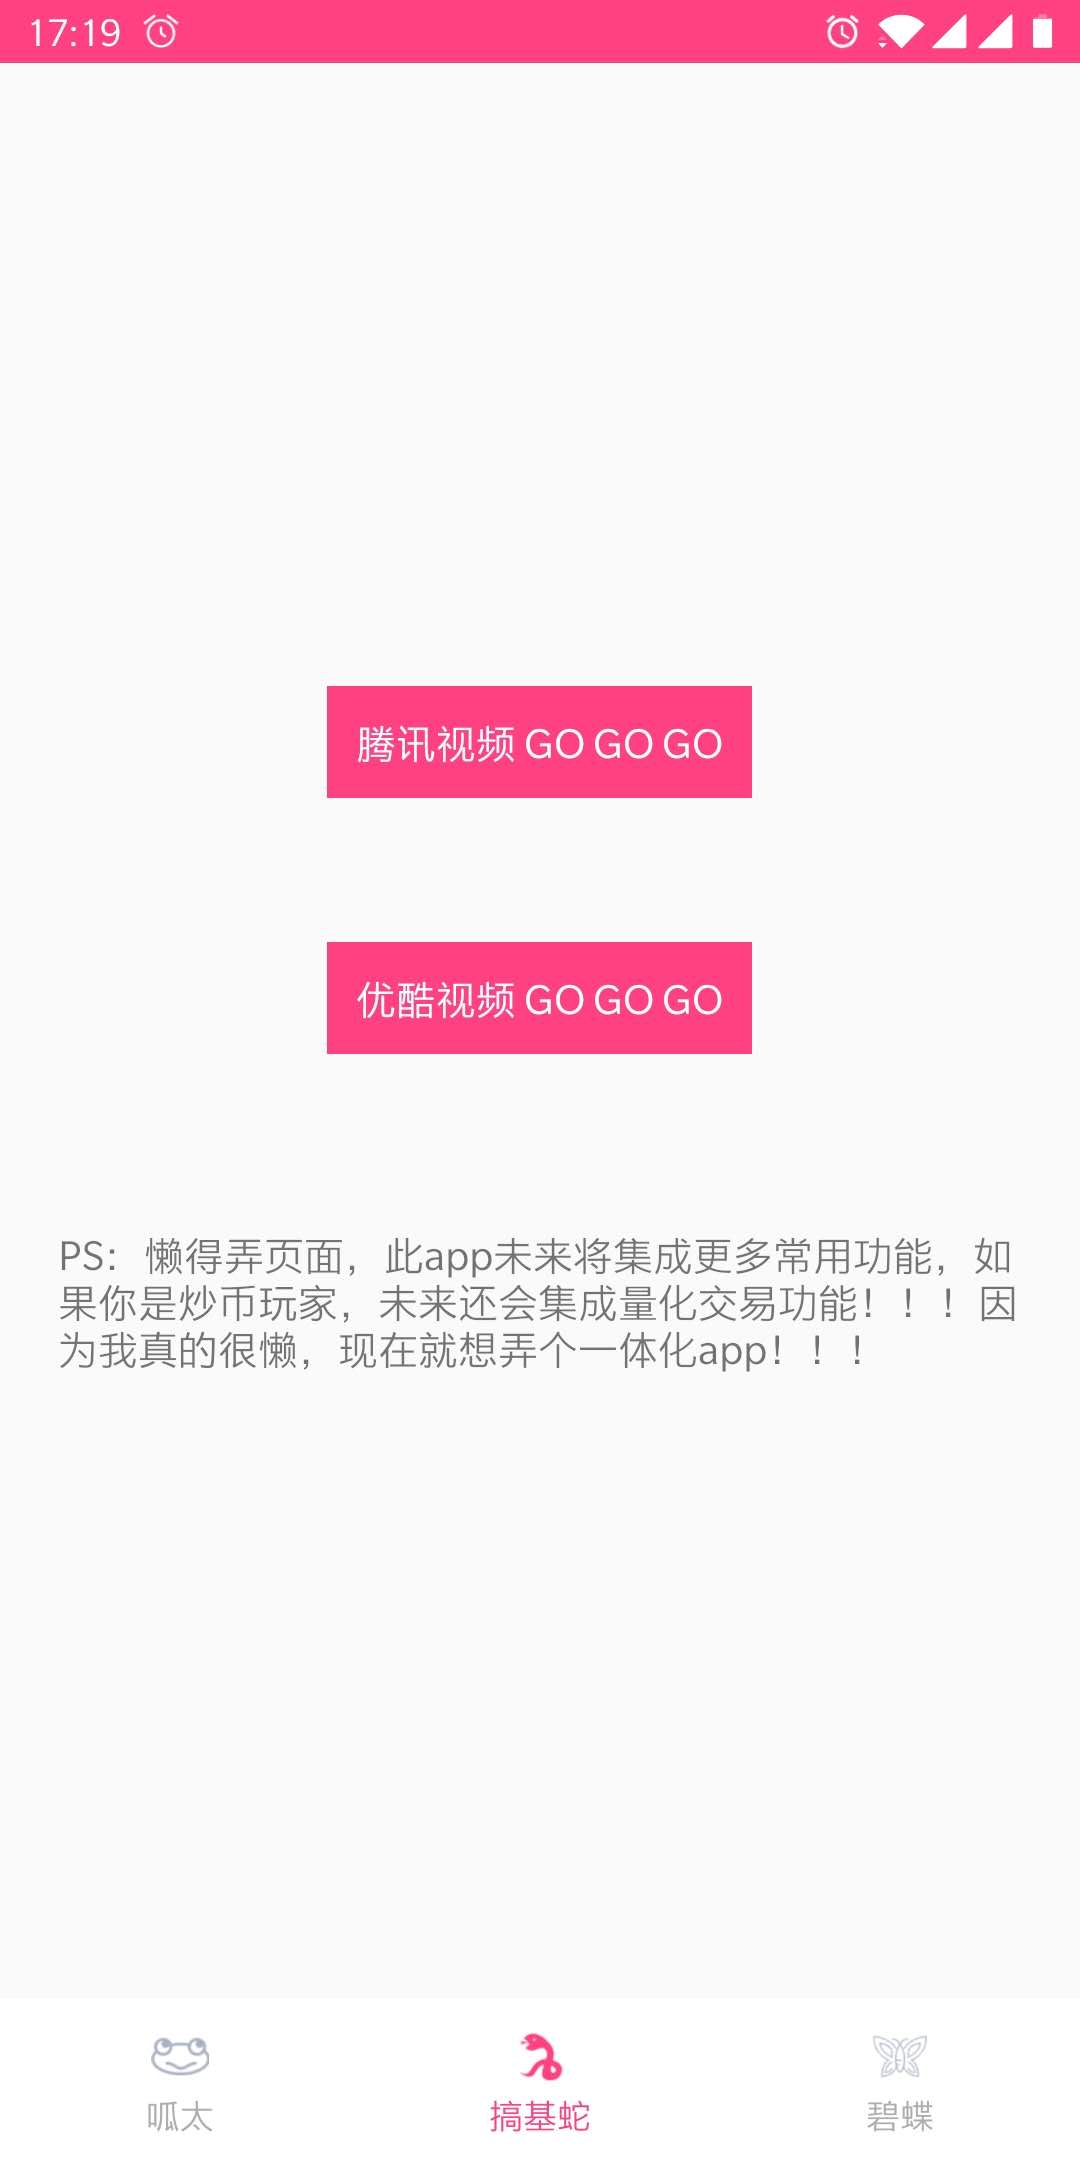 17:19
腾讯视频 GO GO GO
优酷视频 GO GO GO
PS：懒得弄页面，此app未来将集成更多常用功能，如
果你是炒币玩家，未来还会集成量化交易功能！！！因
为我真的很懒，现在就想弄个一体化app！！！
呱太
搞基蛇
碧蝶